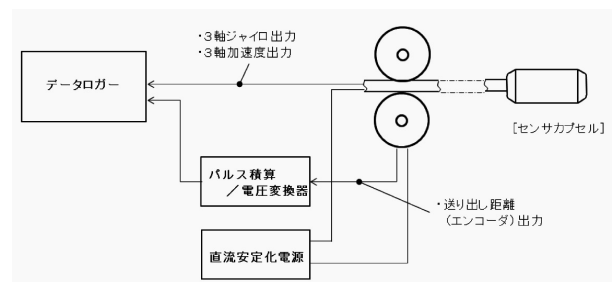 ・３軸ジャイロ出力
・３軸加速度出力
データロガー
[センサカプセル]
パルス積算
／電圧変換器
・送り出し距離
（エンコーダ）出力
直流安定化電源